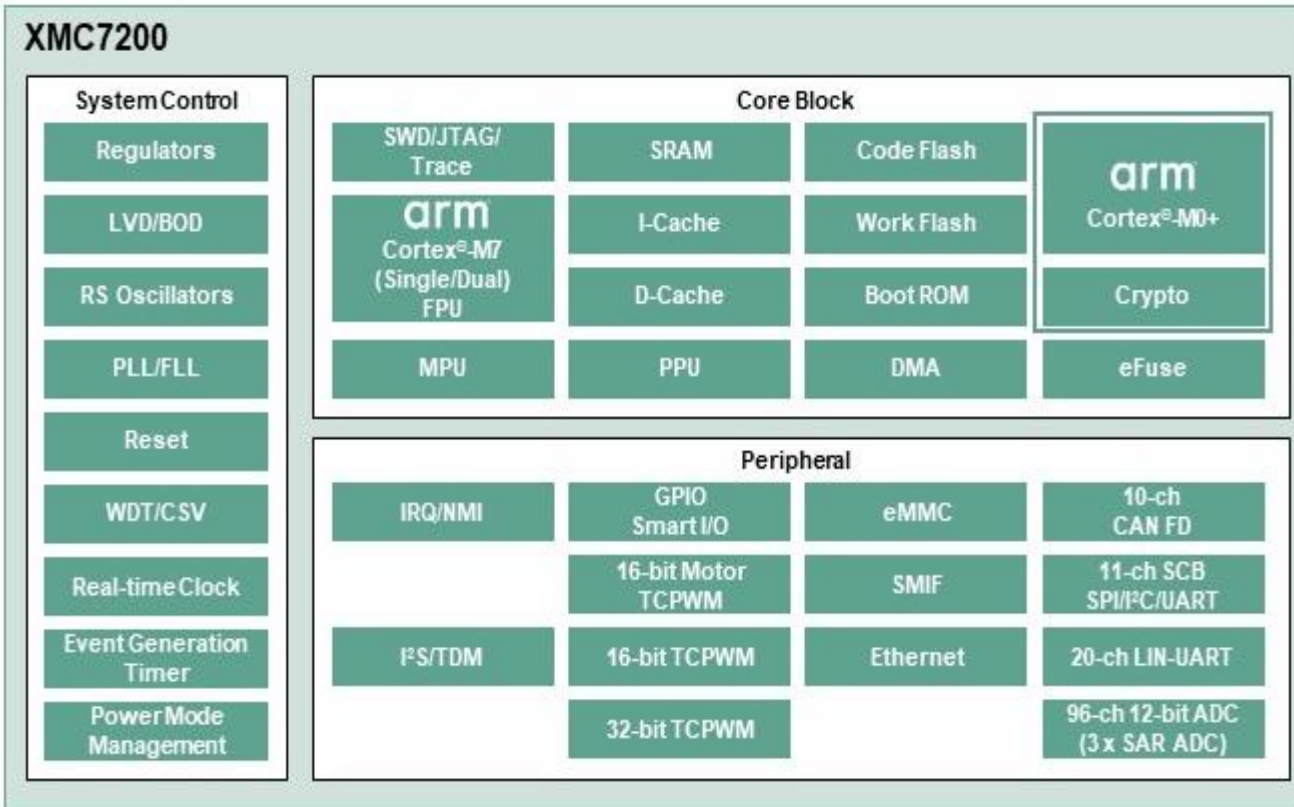 XMC7200
System Control
Regulators
LVD/BOD
RS Oscillators
PLL/FLL
Reset
WDT/CSV
Real-time Clock
Event Generation
Timer
Power Mode
Management
Core Block
SWD/JTAG/
Trace
SRAM
Code Flash
arm
Cortex®-M0+
arm
Cortex®-M7
(Single/Dual)
FPU
I-Cache
Work Flash
D-Cache
Boot ROM
Crypto
MPU
PPU
DMA
eFuse
Peripheral
IRQ/NMI
GPIO
Smart I/O
eMMC
10-ch
CAN FD
16-bit Motor
TCPWM
SMIF
11-ch SCB
SPI/I²C/UART
I²S/TDM
16-bit TCPWM
Ethernet
20-ch LIN-UART
32-bit TCPWM
96-ch 12-bit ADC
(3 x SAR ADC)